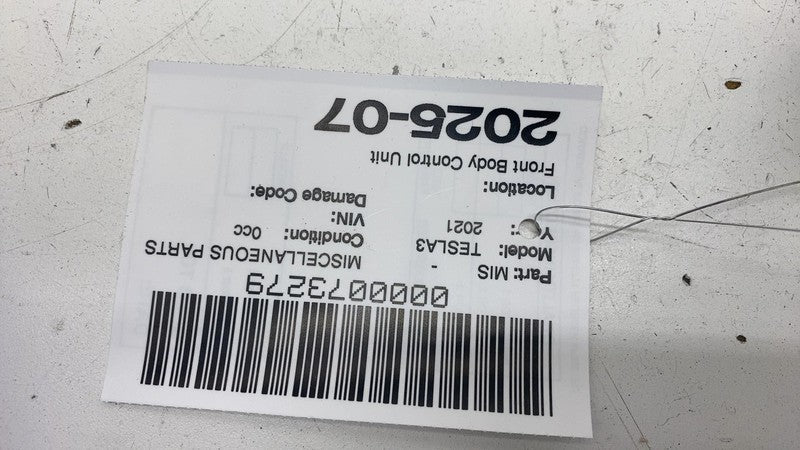 0000073279
Part: MIS - MISCELLANEOUS PARTS
Model: TESLA3 Condition: 0cc
Y : 2021 VIN:
Damage Code:
Location:
Front Body Control Unit
2025-07